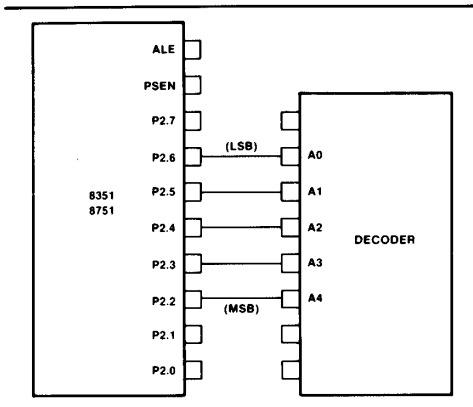 ALE
PSEN
P2.7
P2.6 (LSB) A0
P2.5 A1
8351
8751
P2.4 A2
DECODER
P2.3 A3
P2.2 (MSB) A4
P2.1
P2.0